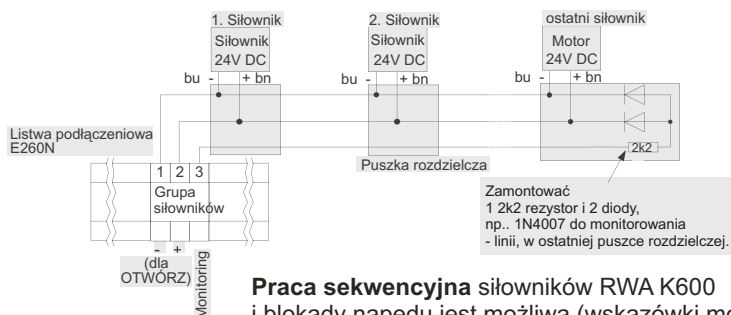 1. Siłownik
2. Siłownik
ostatni siłownik
Siłownik
24V DC
Siłownik
24V DC
Motor
24V DC
bu - + bn
bu - + bn
bu - + bn
Listwa podłączeniowa
E260N
2k2
Puszka rozdzielcza
1 2 3
Grupa
siłowników
Zamontować
1 2k2 rezystor i 2 diody,
np.. 1N4007 do monitorowania
- linii, w ostatniej puszce rozdzielczej.
- +
(dla
OTWÓRZ)
Monitoring
Praca sekwencyjna siłowników RWA K600
i blokady napędu jest możliwa (wskazówki mo